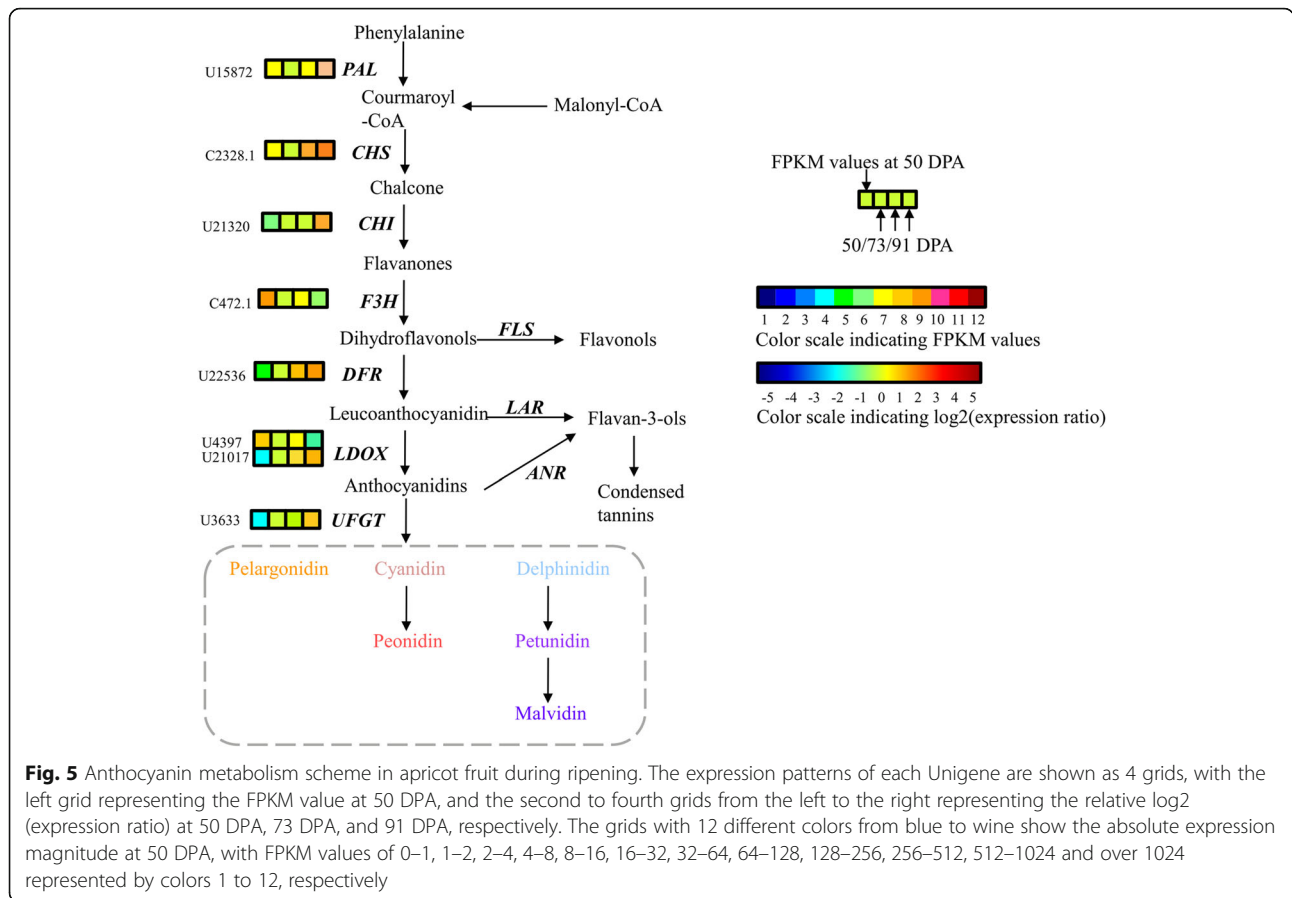 Phenylalanine
U15872 PAL
Courmaroyl
-CoA
Malonyl-CoA
C2328.1 CHS
Chalcone
U21320 CHI
Flavanones
C472.1 F3H
Dihydroflavonols FLS Flavonols
U22536 DFR
Leucoanthocyanidin LAR Flavan-3-ols
U4397
U21017 LDOX
Anthocyanidins ANR
Condensed
tannins
U3633 UFGT
Pelargonidin Cyanidin Delphinidin
Peonidin Petunidin
Malvidin
FPKM values at 50 DPA
50/73/91 DPA
1 2 3 4 5 6 7 8 9 10 11 12
Color scale indicating FPKM values
-5 -4 -3 -2 -1 0 1 2 3 4 5
Color scale indicating log2(expression ratio)
Fig. 5 Anthocyanin metabolism scheme in apricot fruit during ripening. The expression patterns of each Unigene are shown as 4 grids, with the
left grid representing the FPKM value at 50 DPA, and the second to fourth grids from the left to the right representing the relative log2
(expression ratio) at 50 DPA, 73 DPA, and 91 DPA, respectively. The grids with 12 different colors from blue to wine show the absolute expression
magnitude at 50 DPA, with FPKM values of 0–1, 1–2, 2–4, 4–8, 8–16, 16–32, 32–64, 64–128, 128–256, 256–512, 512–1024 and over 1024
represented by colors 1 to 12, respectively